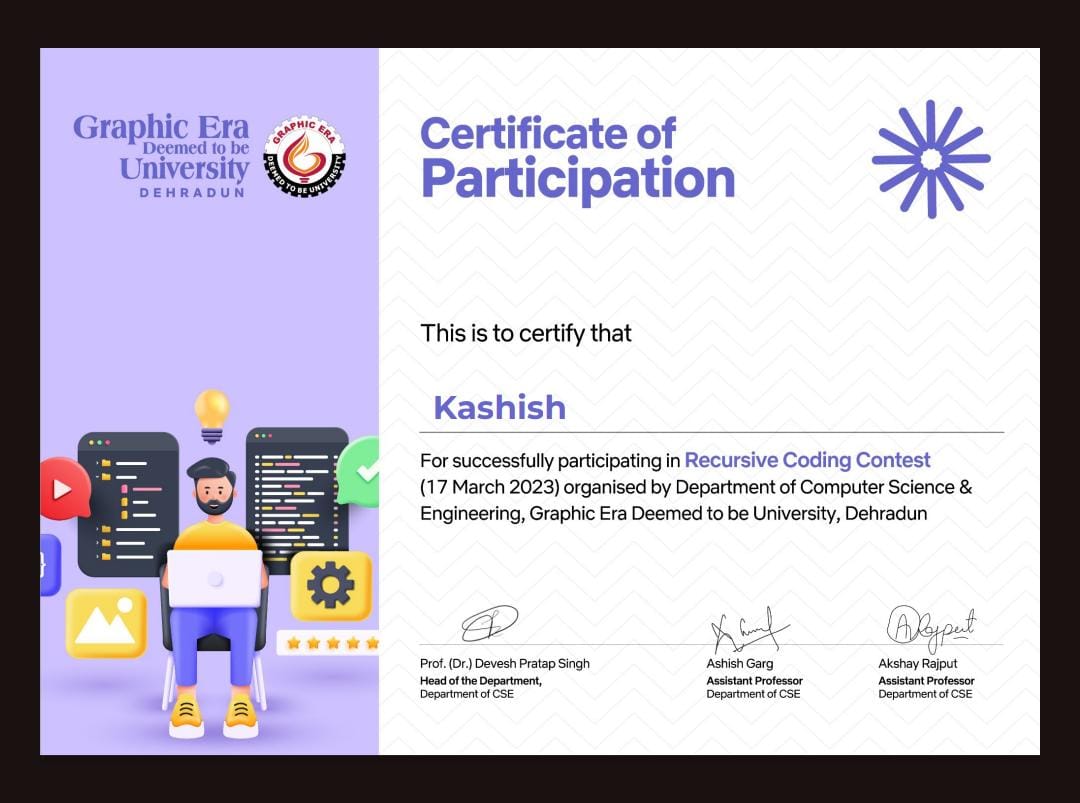 Graphic Era
Deemed to be
University
DEHRADUN
GRAPHIC ERA
DEEMED TO BE UNIVERSITY
Certificate of
Participation
This is to certify that
Kashish
For successfully participating in Recursive Coding Contest
(17 March 2023) organised by Department of Computer Science &
Engineering, Graphic Era Deemed to be University, Dehradun
ARajput
Prof. (Dr.) Devesh Pratap Singh
Head of the Department,
Department of CSE
Ashish Garg
Assistant Professor
Department of CSE
Akshay Rajput
Assistant Professor
Department of CSE